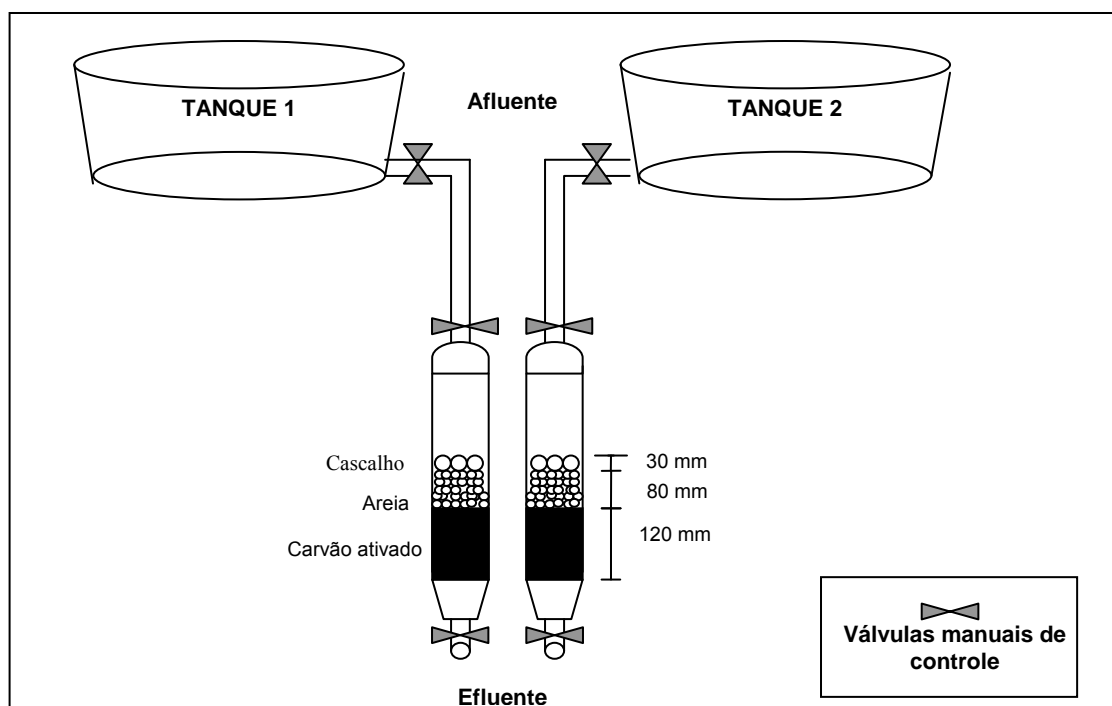 TANQUE 1
Afluente
TANQUE 2
Cascalho
30 mm
Areia
80 mm
Carvão ativado
120 mm
Válvulas manuais de
controle
Efluente